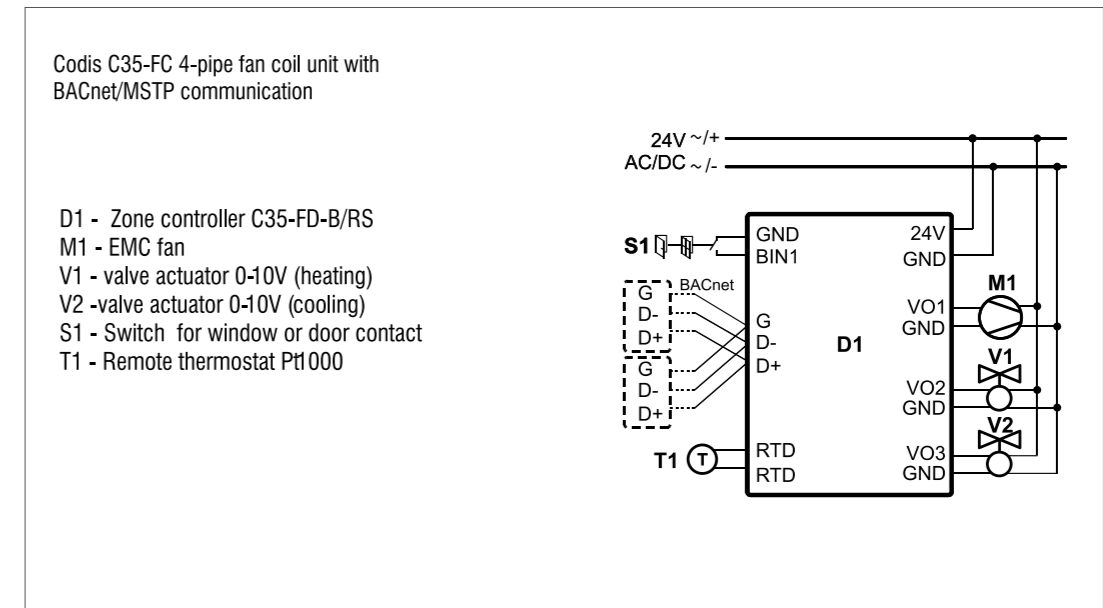 Codis C35-FC 4-pipe fan coil unit with
BACnet/MSTP communication
D1 - Zone controller C35-FD-B/RS
M1 - EMC fan
V1 - valve actuator 0-10V (heating)
V2 -valve actuator 0-10V (cooling)
S1 - Switch for window or door contact
T1 - Remote thermostat Pt1000
24V ~/+
AC/DC ~/-
S1
GND
BIN1
BACnet
G
D-
D+
G
D-
D+
G
D-
D+
T1
T
RTD
RTD
D1
24V
GND
M1
VO1
GND
V1
VO2
GND
V2
VO3
GND